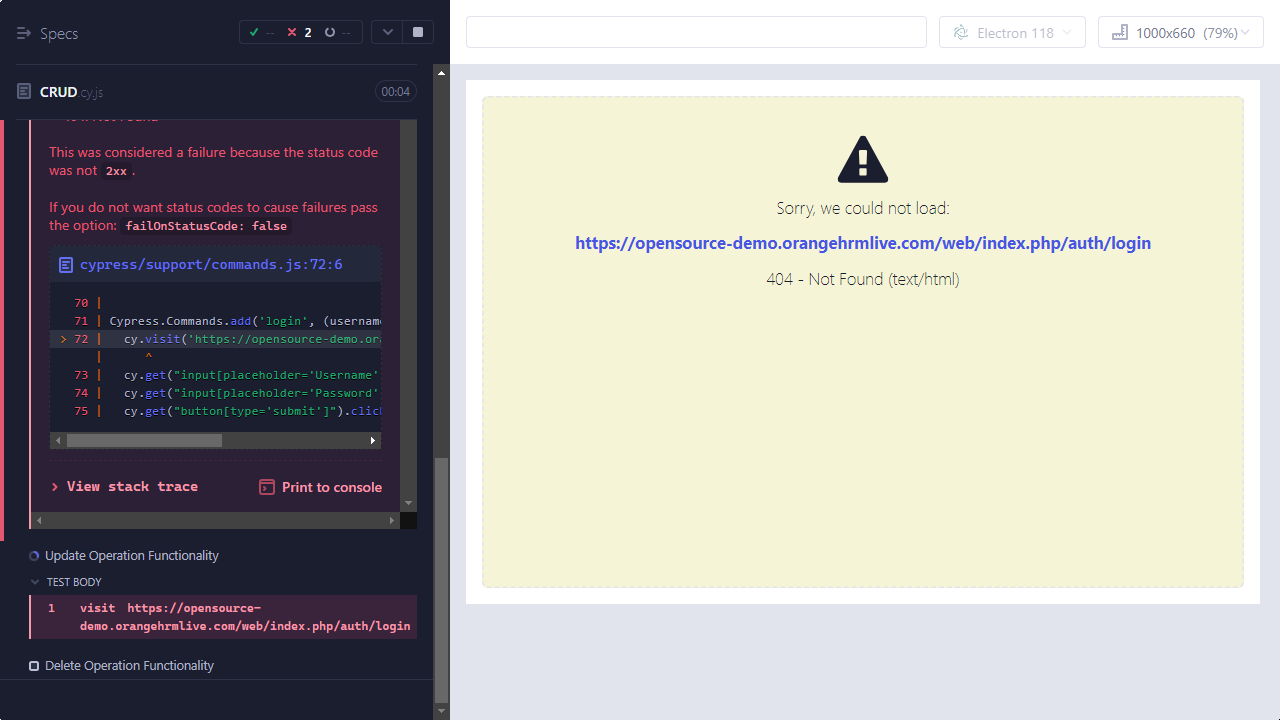 Specs
-- 2 --
Electron 118
1000x660 (79%)
CRUD cy.js
00:04
This was considered a failure because the status code
was not 2xx .
If you do not want status codes to cause failures pass
the option: failOnStatusCode: false
cypress/support/commands.js:72:6
70 |
71 | Cypress.Commands.add('login', (username
> 72 | cy.visit('https://opensource-demo.ora
| ^
73 | cy.get("input[placeholder='Username'
74 | cy.get("input[placeholder='Password'
75 | cy.get("button[type='submit']").click
> View stack trace
Print to console
Update Operation Functionality
TEST BODY
1 visit https://opensource-
demo.orangehrmlive.com/web/index.php/auth/login
Delete Operation Functionality
Sorry, we could not load:
https://opensource-demo.orangehrmlive.com/web/index.php/auth/login
404 - Not Found (text/html)